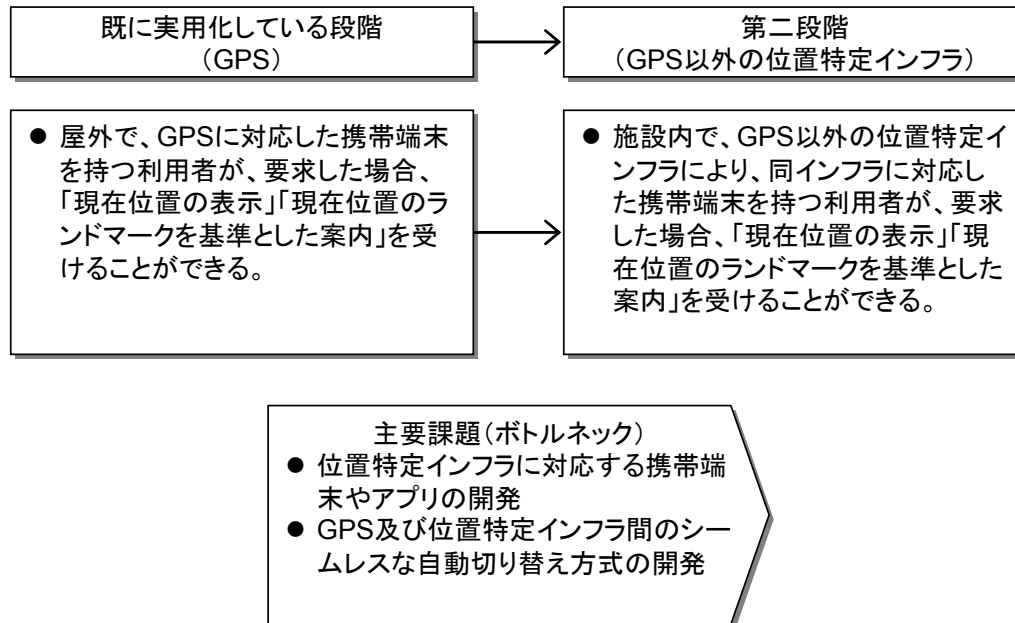 既に実用化している段階
(GPS)
第二段階
(GPS以外の位置特定インフラ)
● 屋外で、GPSに対応した携帯端末
を持つ利用者が、要求した場合、
「現在位置の表示」「現在位置のラ
ンドマークを基準とした案内」を受
けることができる。
● 施設内で、GPS以外の位置特定イ
ンフラにより、同インフラに対応し
た携帯端末を持つ利用者が、要求
した場合、「現在位置の表示」「現
在位置のランドマークを基準とした
案内」を受けることができる。
主要課題(ボトルネック)
● 位置特定インフラに対応する携帯端
末やアプリの開発
● GPS及び位置特定インフラ間のシー
ムレスな自動切り替え方式の開発